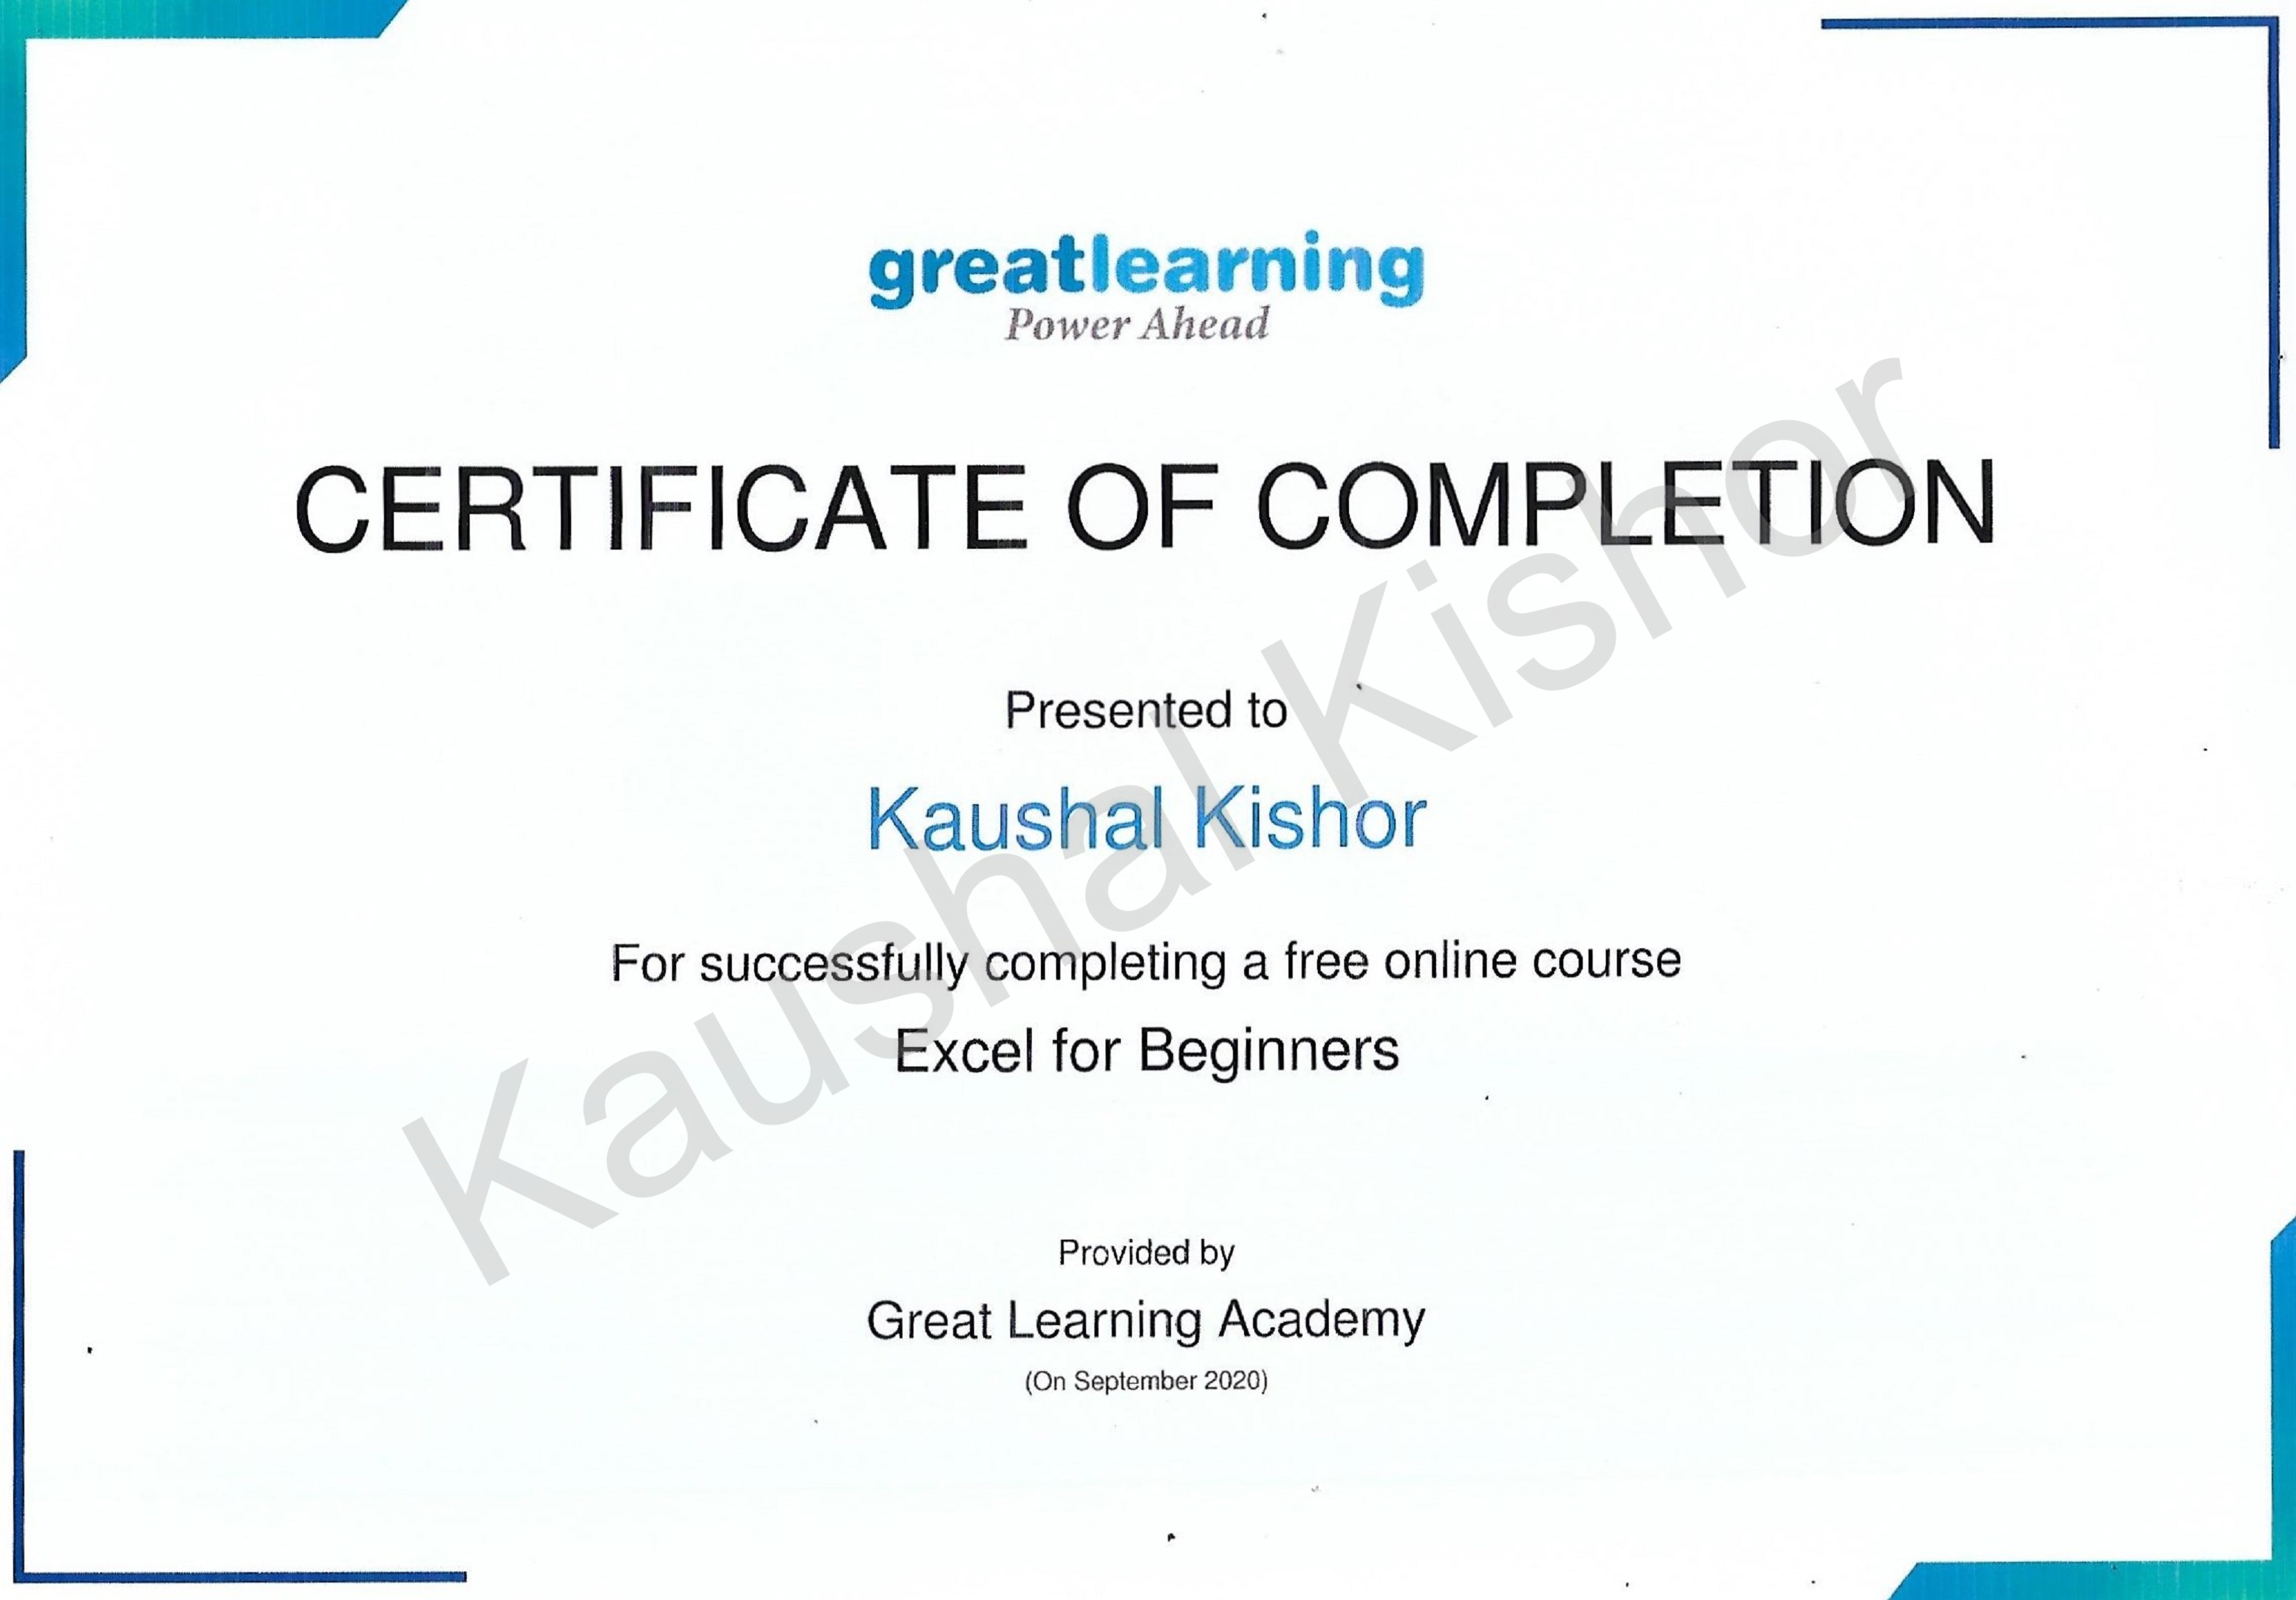 greatlearning
Power Ahead
CERTIFICATE OF COMPLETION
Presented to
Kaushal Kishor
For successfully completing a free online course
Excel for Beginners
Provided by
Great Learning Academy
(On September 2020)
Kaushal Kishor